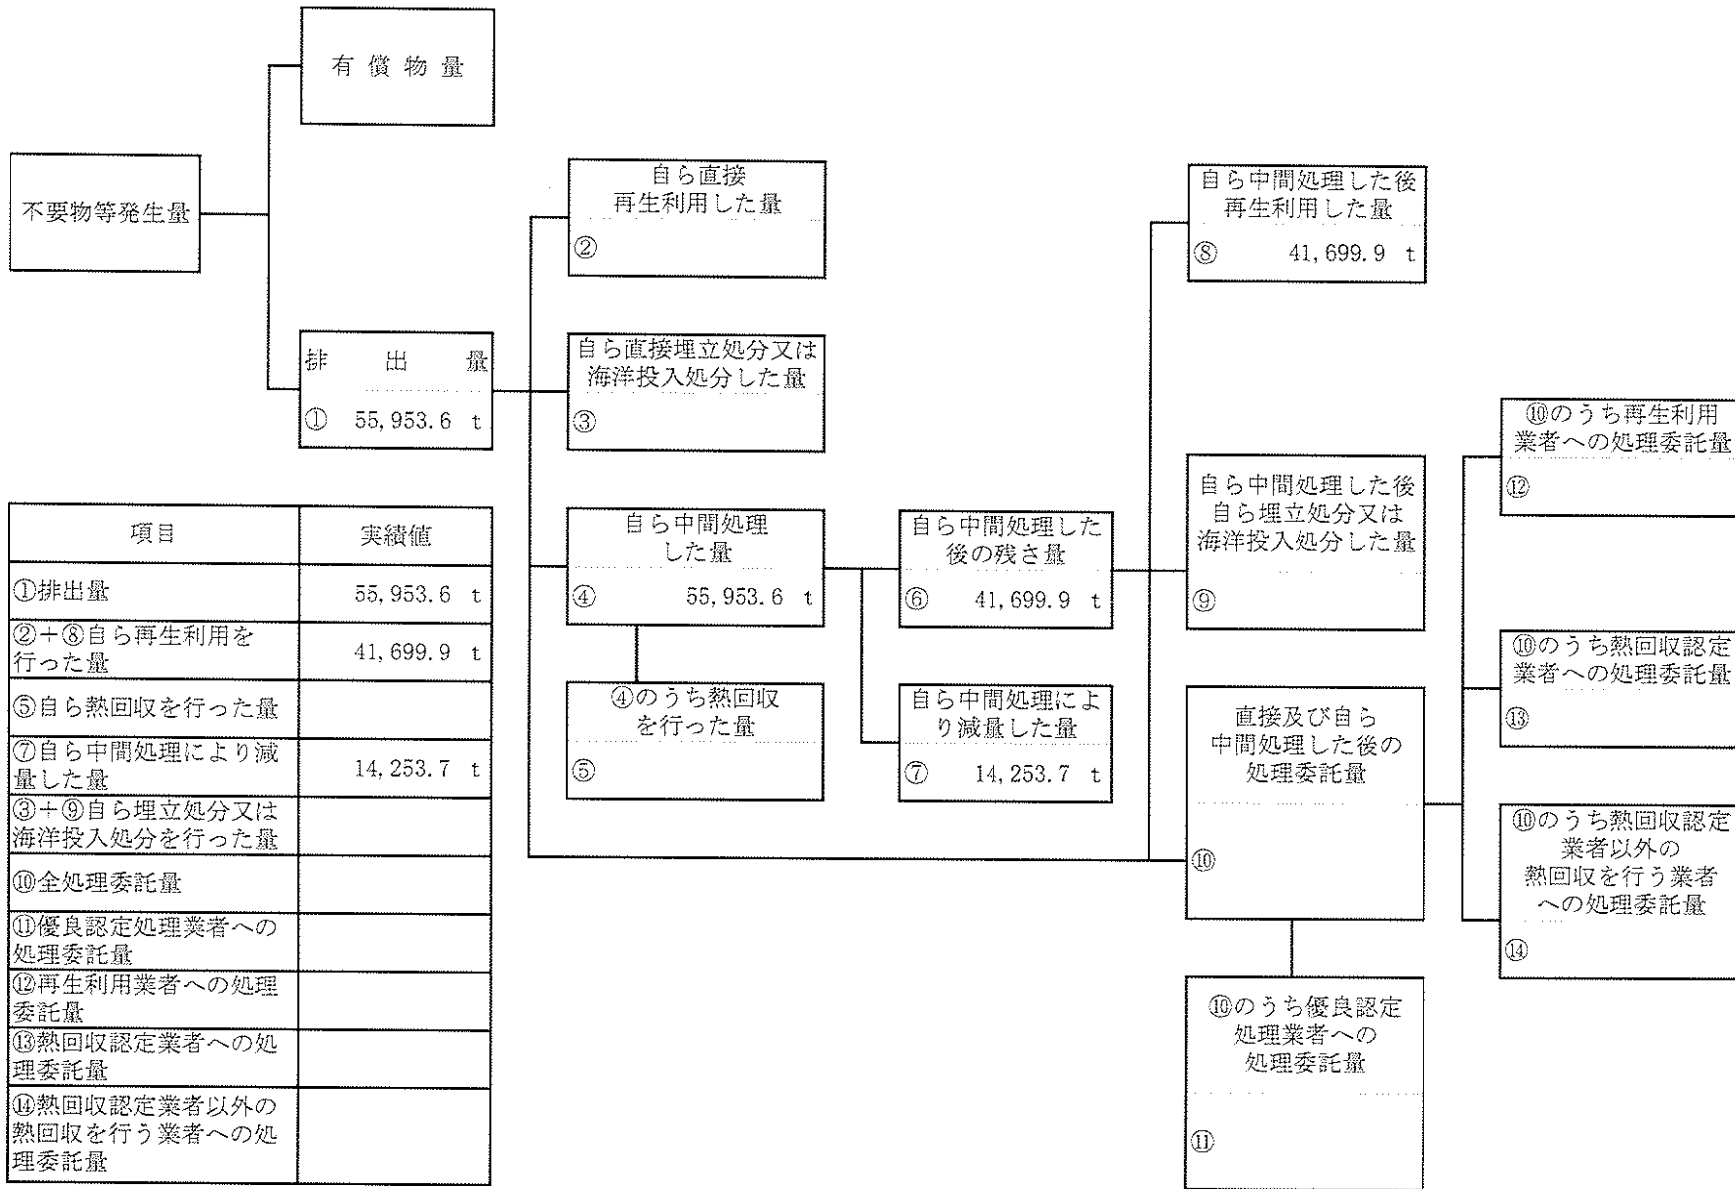 有償物量
不要物等発生量
排出量
① 55,953.6 t
自ら直接
再生利用した量
②
自ら直接埋立処分又は
海洋投入処分した量
③
自ら中間処理
した量
④ 55,953.6 t
④のうち熱回収
を行った量
⑤
自ら中間処理した
後の残さ量
⑥ 41,699.9 t
自ら中間処理によ
り減量した量
⑦ 14,253.7 t
自ら中間処理した後
再生利用した量
⑧ 41,699.9 t
自ら中間処理した後
自ら埋立処分又は
海洋投入処分した量
⑨
直接及び自ら
中間処理した後の
処理委託量
⑩
⑩のうち優良認定
処理業者への
処理委託量
⑪
⑩のうち再生利用
業者への処理委託量
⑫
⑩のうち熱回収認定
業者への処理委託量
⑬
⑩のうち熱回収認定
業者以外の
熱回収を行う業者
への処理委託量
⑭
項目 実績値
①排出量 55,953.6 t
②+⑧自ら再生利用を
行った量 41,699.9 t
⑤自ら熱回収を行った量
⑦自ら中間処理により減
量した量 14,253.7 t
③+⑨自ら埋立処分又は
海洋投入処分を行った量
⑩全処理委託量
⑪優良認定処理業者への
処理委託量
⑫再生利用業者への処理
委託量
⑬熱回収認定業者への処
理委託量
⑭熱回収認定業者以外の
熱回収を行う業者への処
理委託量